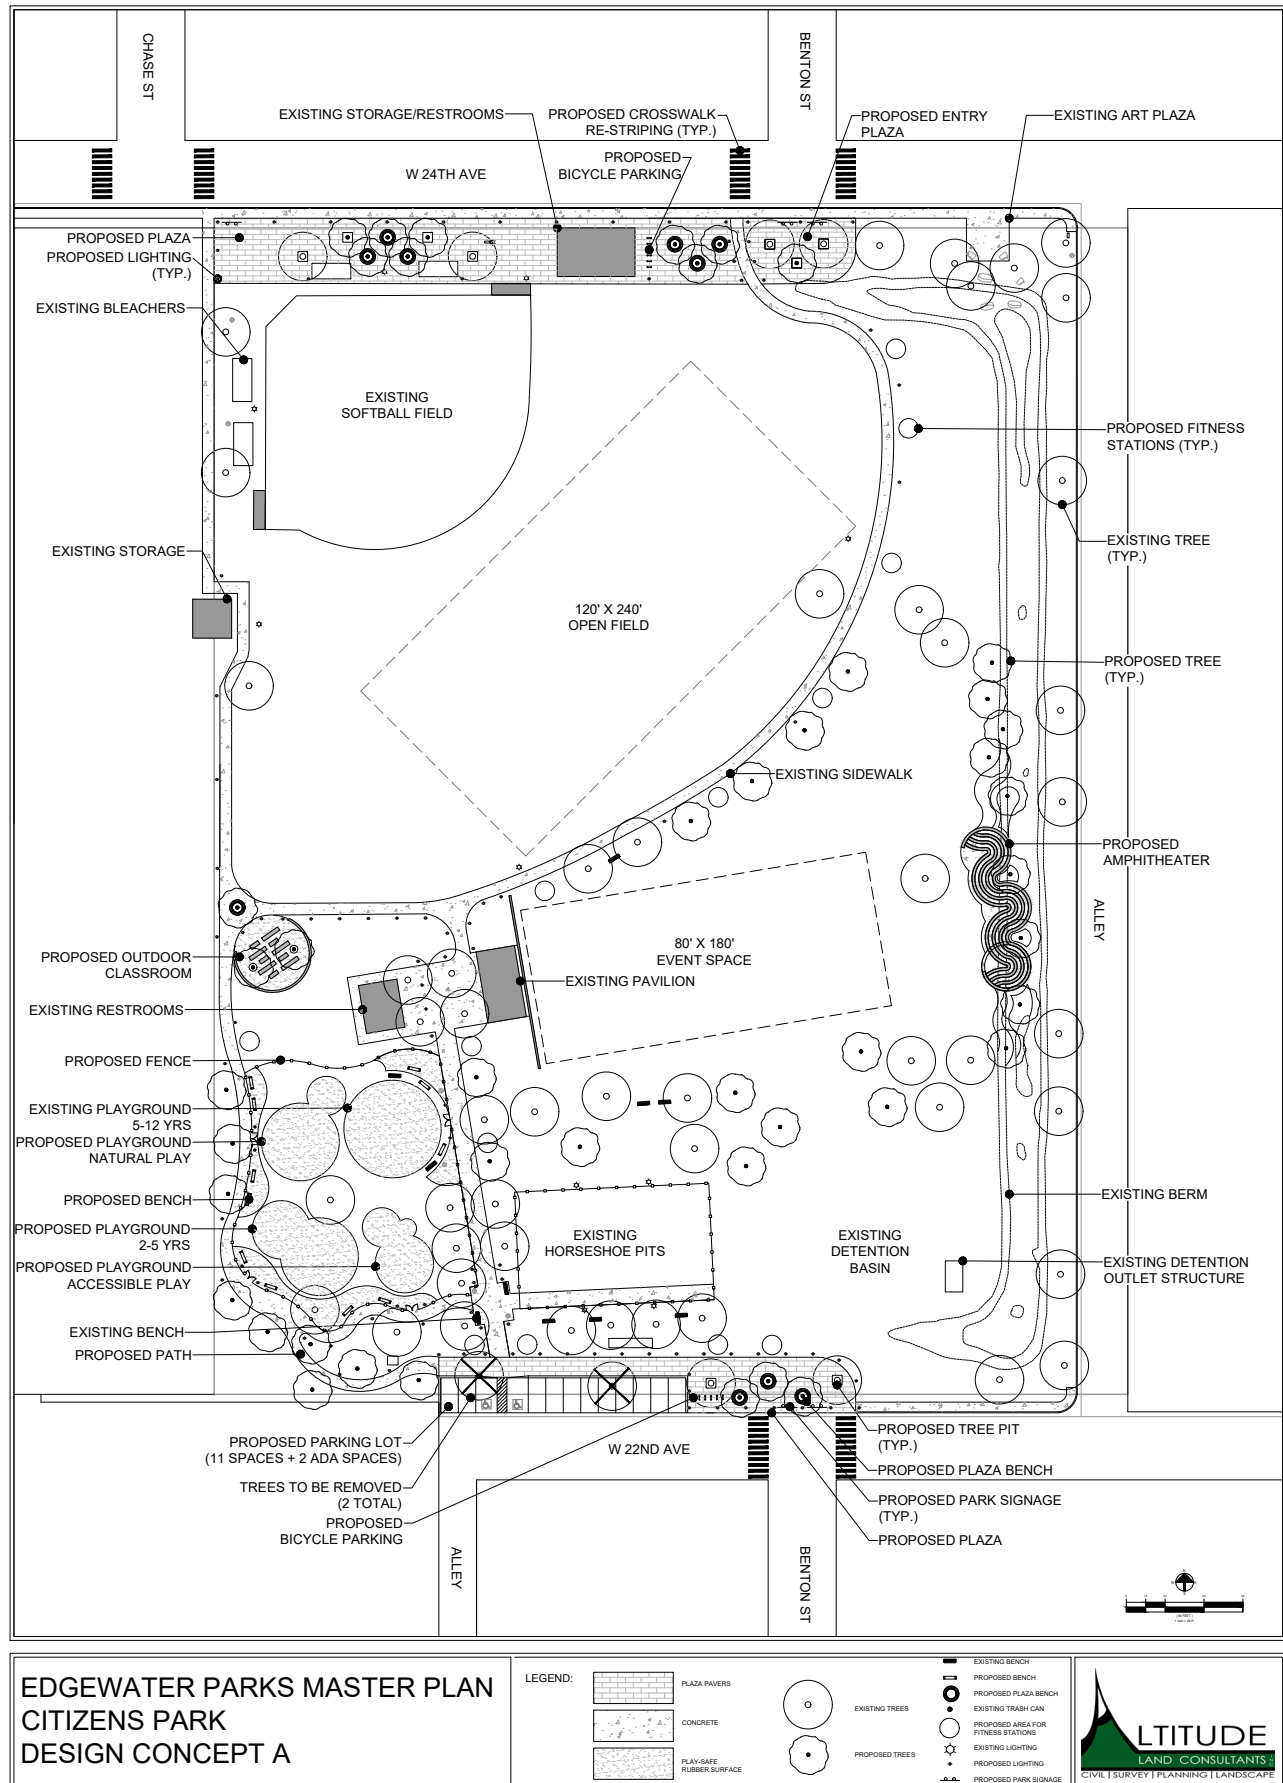 CHASE ST
BENTON ST
EXISTING STORAGE/RESTROOMS
PROPOSED CROSSWALK
RE-STRIPING (TYP.)
PROPOSED ENTRY
PLAZA
EXISTING ART PLAZA
PROPOSED
BICYCLE PARKING
W 24TH AVE
PROPOSED PLAZA
PROPOSED LIGHTING
(TYP.)
EXISTING BLEACHERS
EXISTING
SOFTBALL FIELD
PROPOSED FITNESS
STATIONS (TYP.)
EXISTING STORAGE
EXISTING TREE
(TYP.)
120' X 240'
OPEN FIELD
PROPOSED TREE
(TYP.)
EXISTING SIDEWALK
PROPOSED
AMPHITHEATER
ALLEY
PROPOSED OUTDOOR
CLASSROOM
80' X 180'
EVENT SPACE
EXISTING PAVILION
EXISTING RESTROOMS
PROPOSED FENCE
EXISTING PLAYGROUND
5-12 YRS
PROPOSED PLAYGROUND
NATURAL PLAY
PROPOSED BENCH
EXISTING BERM
PROPOSED PLAYGROUND
2-5 YRS
EXISTING
HORSESHOE PITS
EXISTING
DETENTION
BASIN
PROPOSED PLAYGROUND
ACCESSIBLE PLAY
EXISTING DETENTION
OUTLET STRUCTURE
EXISTING BENCH
PROPOSED PATH
PROPOSED PARKING LOT
(11 SPACES + 2 ADA SPACES)
W 22ND AVE
PROPOSED TREE PIT
(TYP.)
PROPOSED PLAZA BENCH
TREES TO BE REMOVED
(2 TOTAL)
PROPOSED PARK SIGNAGE
(TYP.)
PROPOSED
BICYCLE PARKING
PROPOSED PLAZA
ALLEY
BENTON ST
EDGEWATER PARKS MASTER PLAN
CITIZENS PARK
DESIGN CONCEPT A
LEGEND:
PLAZA PAVERS
CONCRETE
PLAY-SAFE
RUBBER SURFACE
EXISTING TREES
PROPOSED TREES
EXISTING BENCH
PROPOSED BENCH
PROPOSED PLAZA BENCH
EXISTING TRASH CAN
PROPOSED AREA FOR
FITNESS STATIONS
EXISTING LIGHTING
PROPOSED LIGHTING
PROPOSED PARK SIGNAGE
ALTITUDE
LAND CONSULTANTS
CIVIL | SURVEY | PLANNING | LANDSCAPE